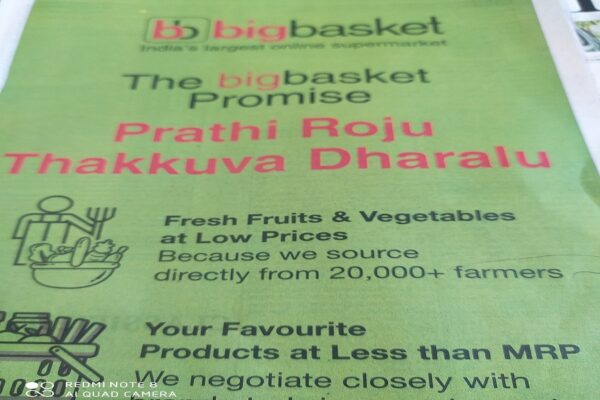 bb bigbasket
India's largest online supermarket
The bigbasket
Promise
Prathi Roju
Thakkuva Dharalu
Fresh Fruits & Vegetables
at Low Prices
Because we source
directly from 20,000+ farmers
Your Favourite
Products at Less than MRP
We negotiate closely with
REDMI NOTE 8
AI QUAD CAMERA